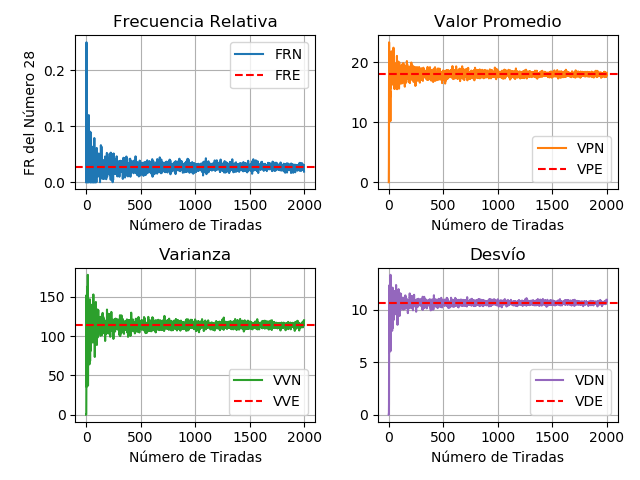 Frecuencia Relativa
FR del Número 28
0.2
0.1
0.0
FRN
FRE
0 500 1000 1500 2000
Número de Tiradas
Valor Promedio
20
10
0
VPN
VPE
0 500 1000 1500 2000
Número de Tiradas
Varianza
150
100
50
0
VVN
VVE
0 500 1000 1500 2000
Número de Tiradas
Desvío
10
5
0
VDN
VDE
0 500 1000 1500 2000
Número de Tiradas